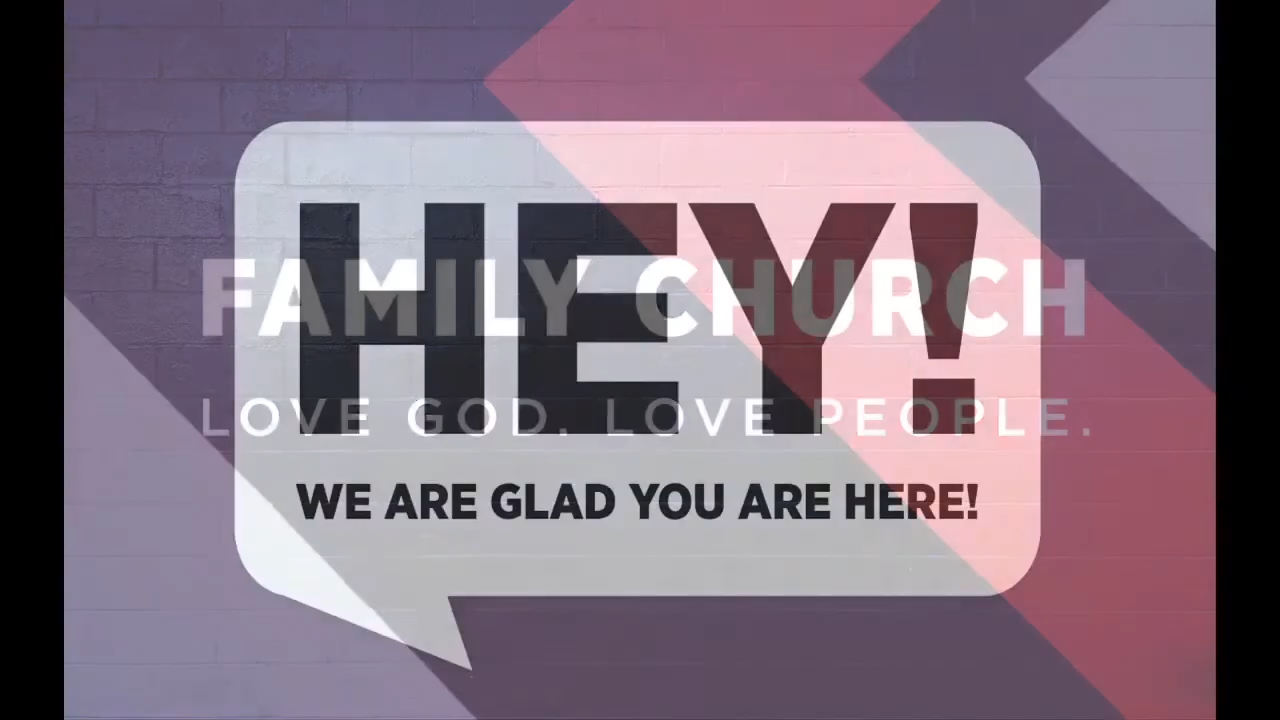 HEY!
FAMILY CHURCH
LOVE GOD. LOVE PEOPLE.
WE ARE GLAD YOU ARE HERE!